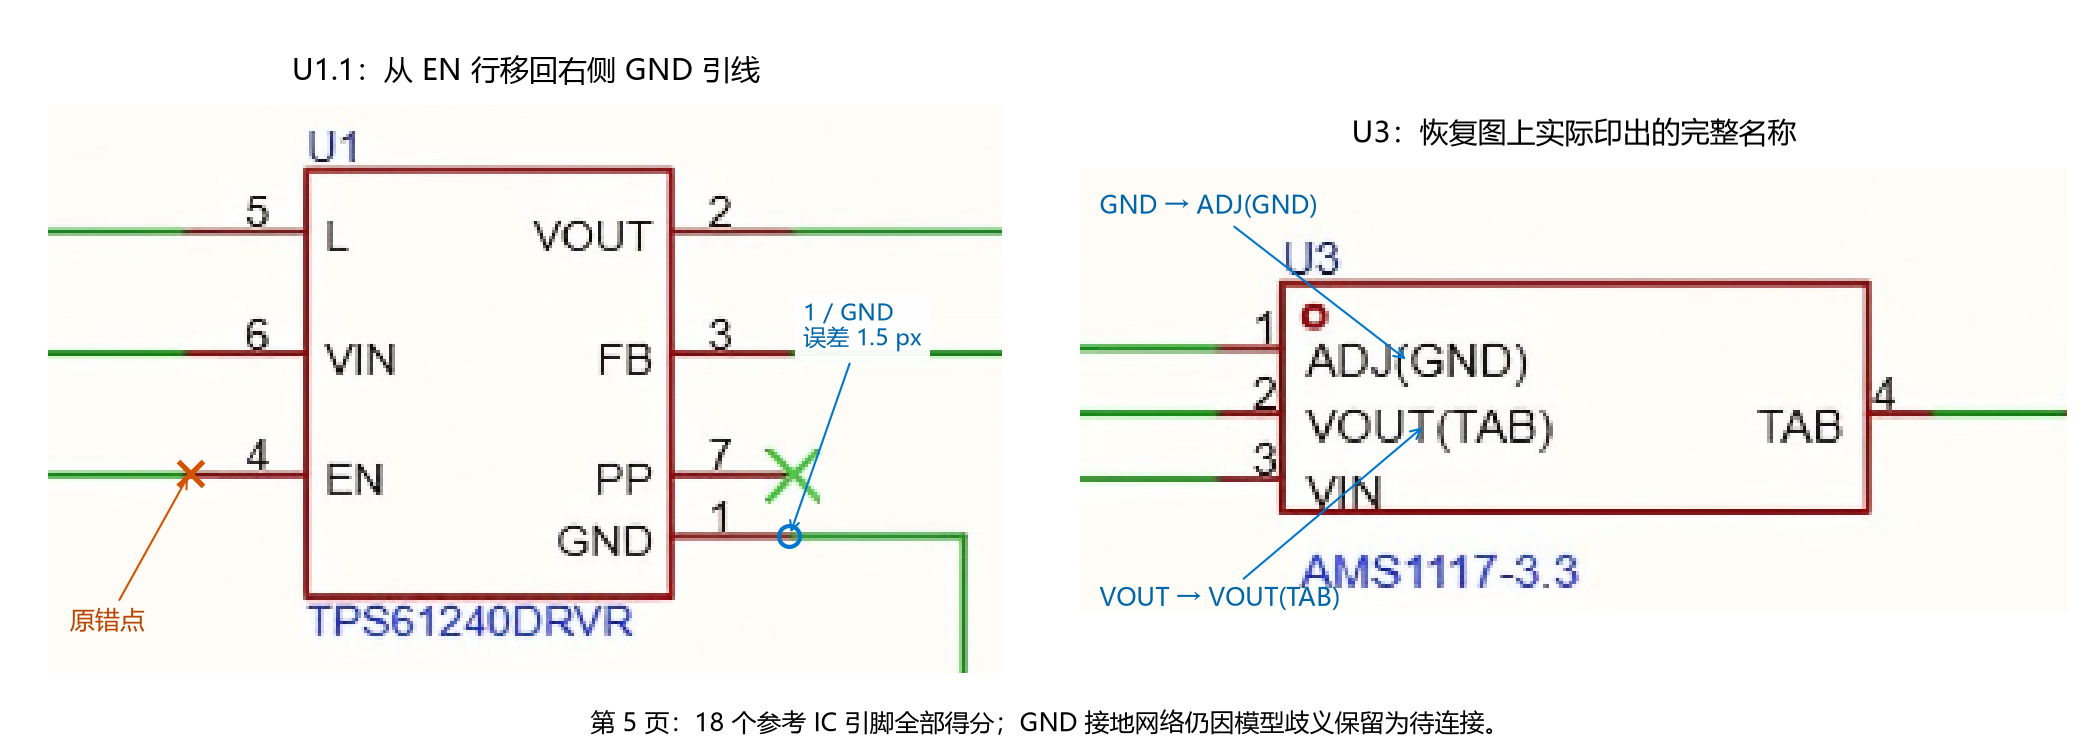 U1.1：从 EN 行移回右侧 GND 引线
U1
5
L
VOUT
2
6
VIN
FB
3
1 / GND
误差 1.5 px
4
EN
PP
7
GND
1
原错点
TPS61240DRVR
U3：恢复图上实际印出的完整名称
GND → ADJ(GND)
U3
1
ADJ(GND)
2
VOUT(TAB)
TAB
4
3
VIN
AMS1117-3.3
VOUT → VOUT(TAB)
第 5 页：18 个参考 IC 引脚全部得分；GND 接地网络仍因模型歧义保留为待连接。